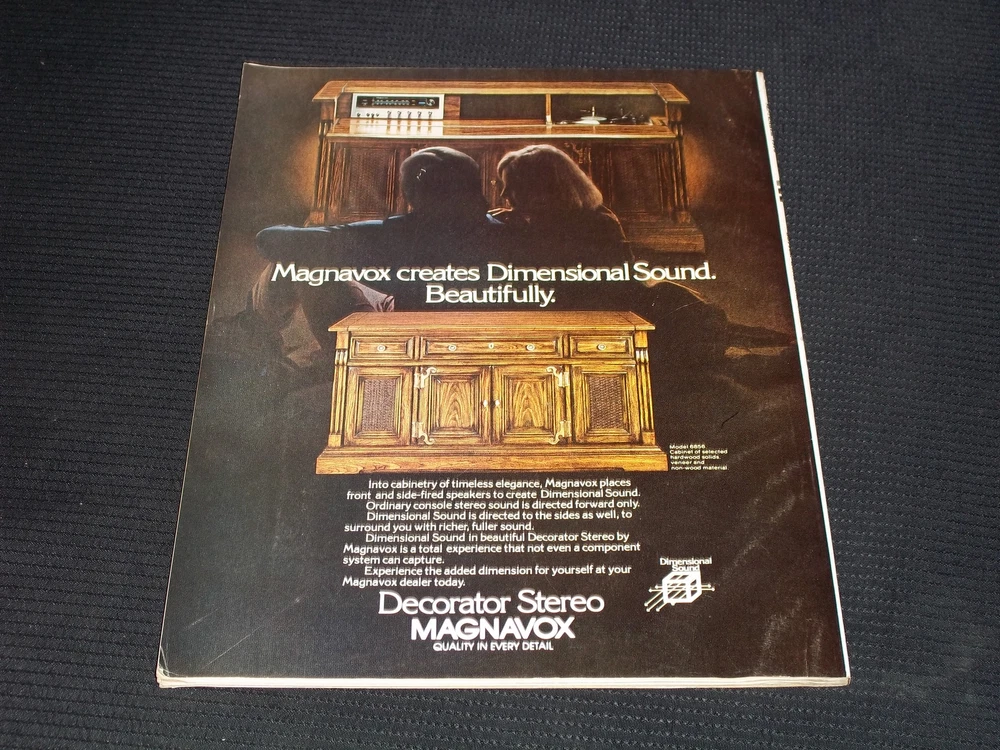 Magnavox creates Dimensional Sound.
Beautifully.
Model 6858
Cabinet of selected
hardwood solids,
veneer and
non-wood material
Into cabinetry of timeless elegance, Magnavox places
front and side-fired speakers to create Dimensional Sound.
Ordinary console stereo sound is directed forward only.
Dimensional Sound is directed to the sides as well, to
surround you with richer, fuller sound.
Dimensional Sound in beautiful Decorator Stereo by
Magnavox is a total experience that not even a component
system can capture.
Experience the added dimension for yourself at your
Magnavox dealer today.
Dimensional
Sound
Decorator Stereo
MAGNAVOX
QUALITY IN EVERY DETAIL